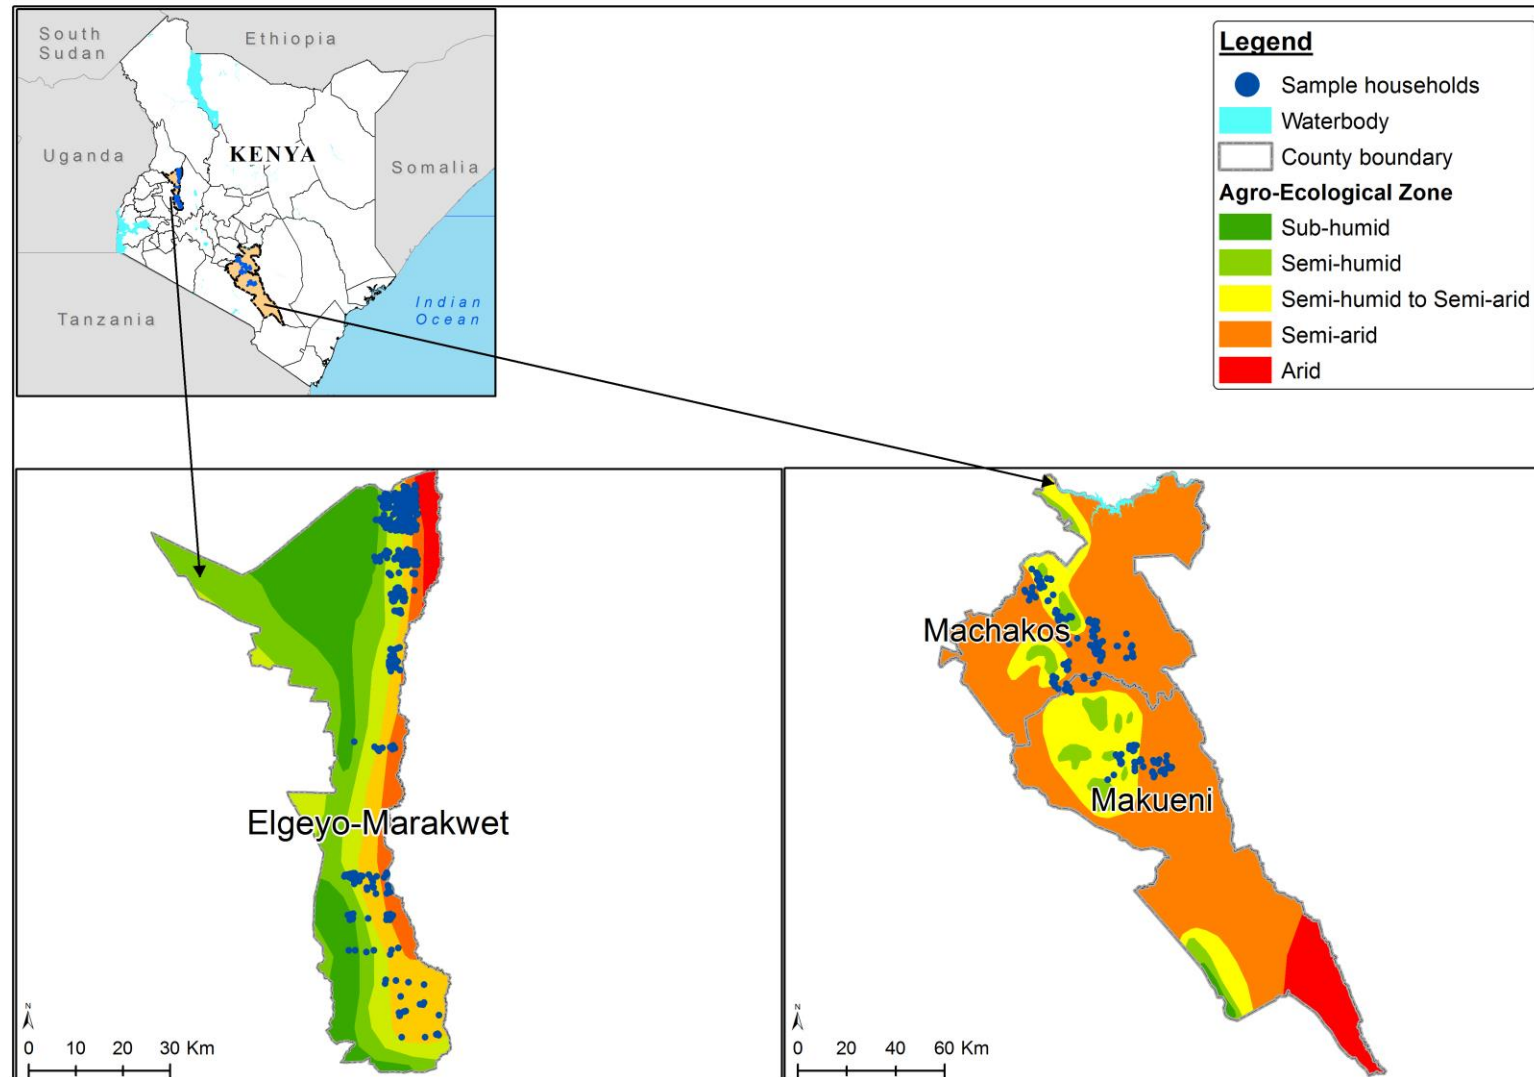 South
Sudan
Ethiopia
Uganda
KENYA
Somalia
Tanzania
Indian
Ocean
Legend
Sample households
Waterbody
County boundary
Agro-Ecological Zone
Sub-humid
Semi-humid
Semi-humid to Semi-arid
Semi-arid
Arid
Elgeyo-Marakwet
N
0 10 20 30 Km
Machakos
Makueni
N
0 20 40 60 Km